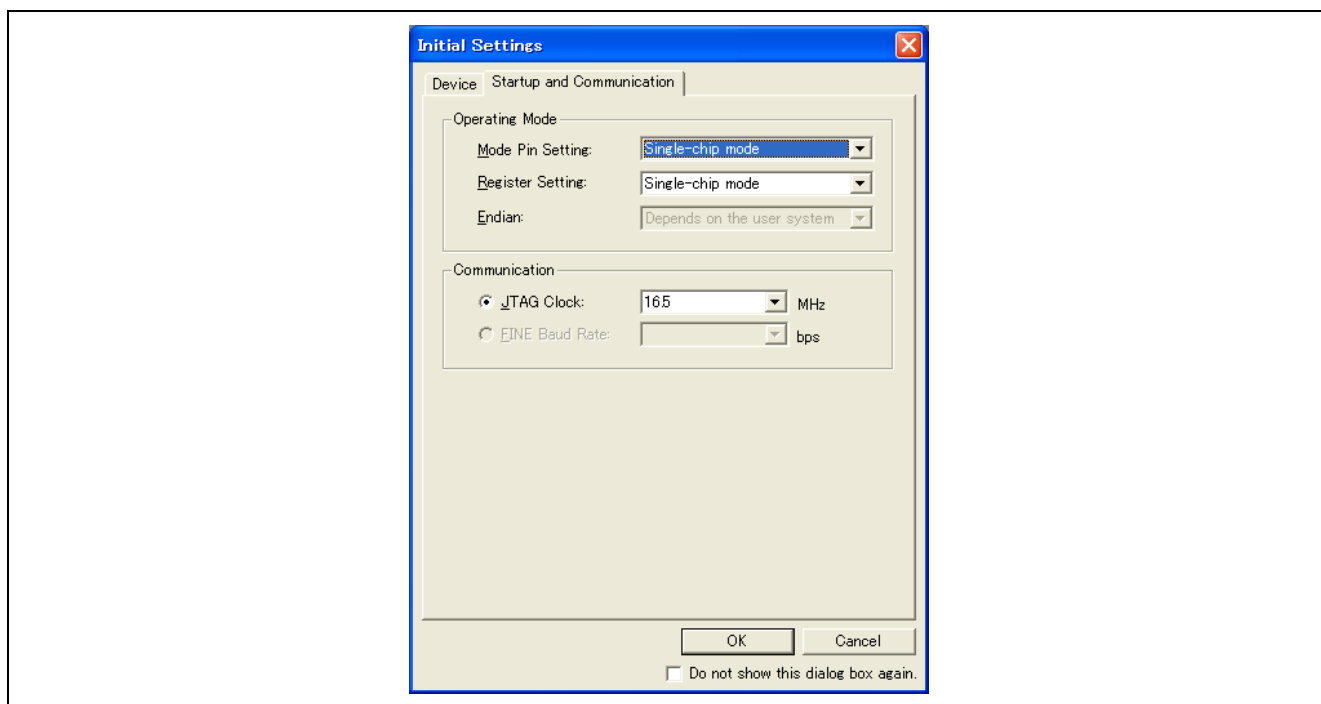 Initial Settings
Device Startup and Communication
Operating Mode
Mode Pin Setting: Single-chip mode
Register Setting: Single-chip mode
Endian: Depends on the user system
Communication
JTAG Clock: 16.5 MHz
FINE Baud Rate: bps
OK Cancel
Do not show this dialog box again.